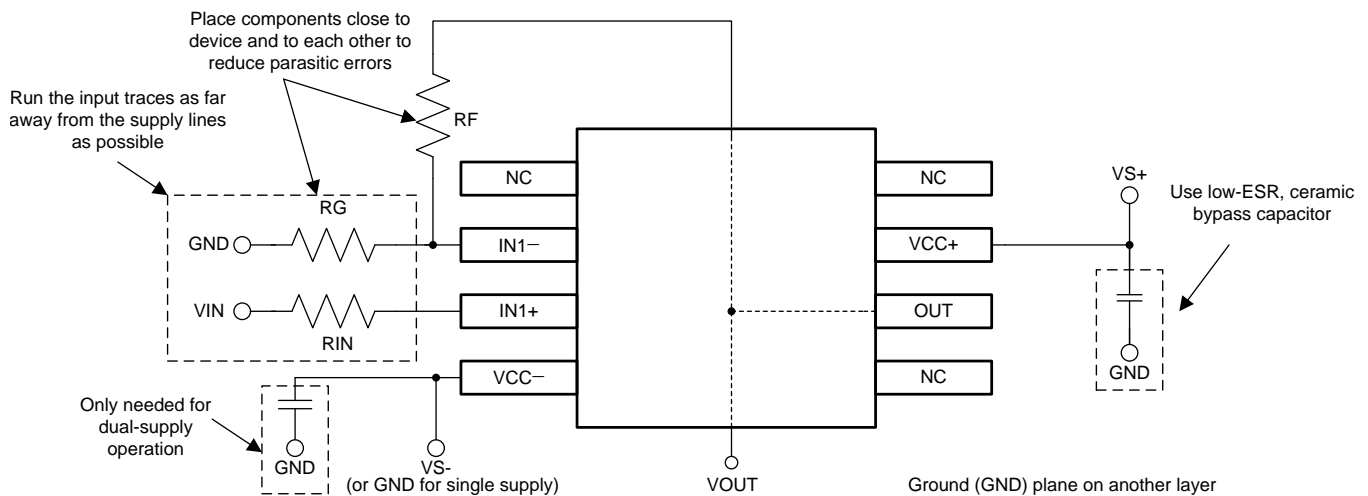 Place components close to
device and to each other to
reduce parasitic errors
Run the input traces as far
away from the supply lines
as possible
RF
NC
NC
VS+
Use low-ESR, ceramic
bypass capacitor
RG
GND
IN1−
VCC+
VIN
IN1+
OUT
RIN
GND
VCC−
NC
Only needed for
dual-supply
operation
GND
VS-
(or GND for single supply)
VOUT
Ground (GND) plane on another layer